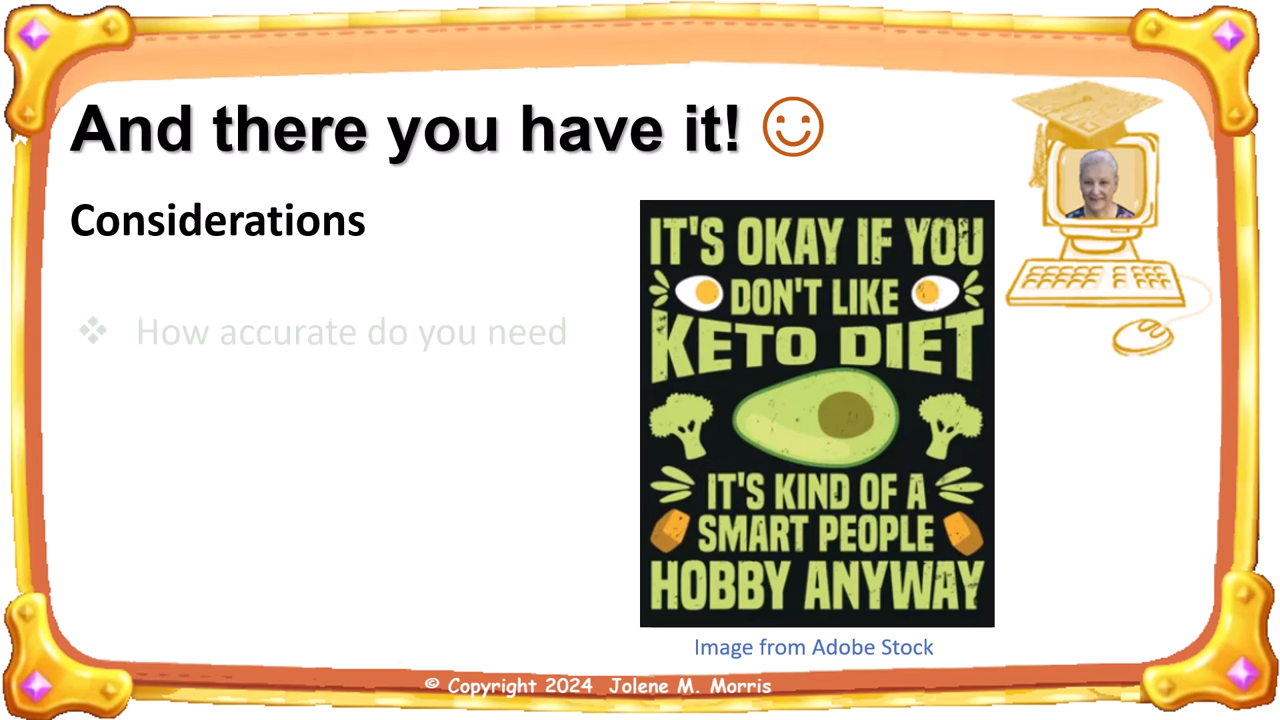 And there you have it! ☺
Considerations
❖ How accurate do you need
IT'S OKAY IF YOU
DON'T LIKE
KETO DIET
IT'S KIND OF A
SMART PEOPLE
HOBBY ANYWAY
Image from Adobe Stock
© Copyright 2024 Jolene M. Morris